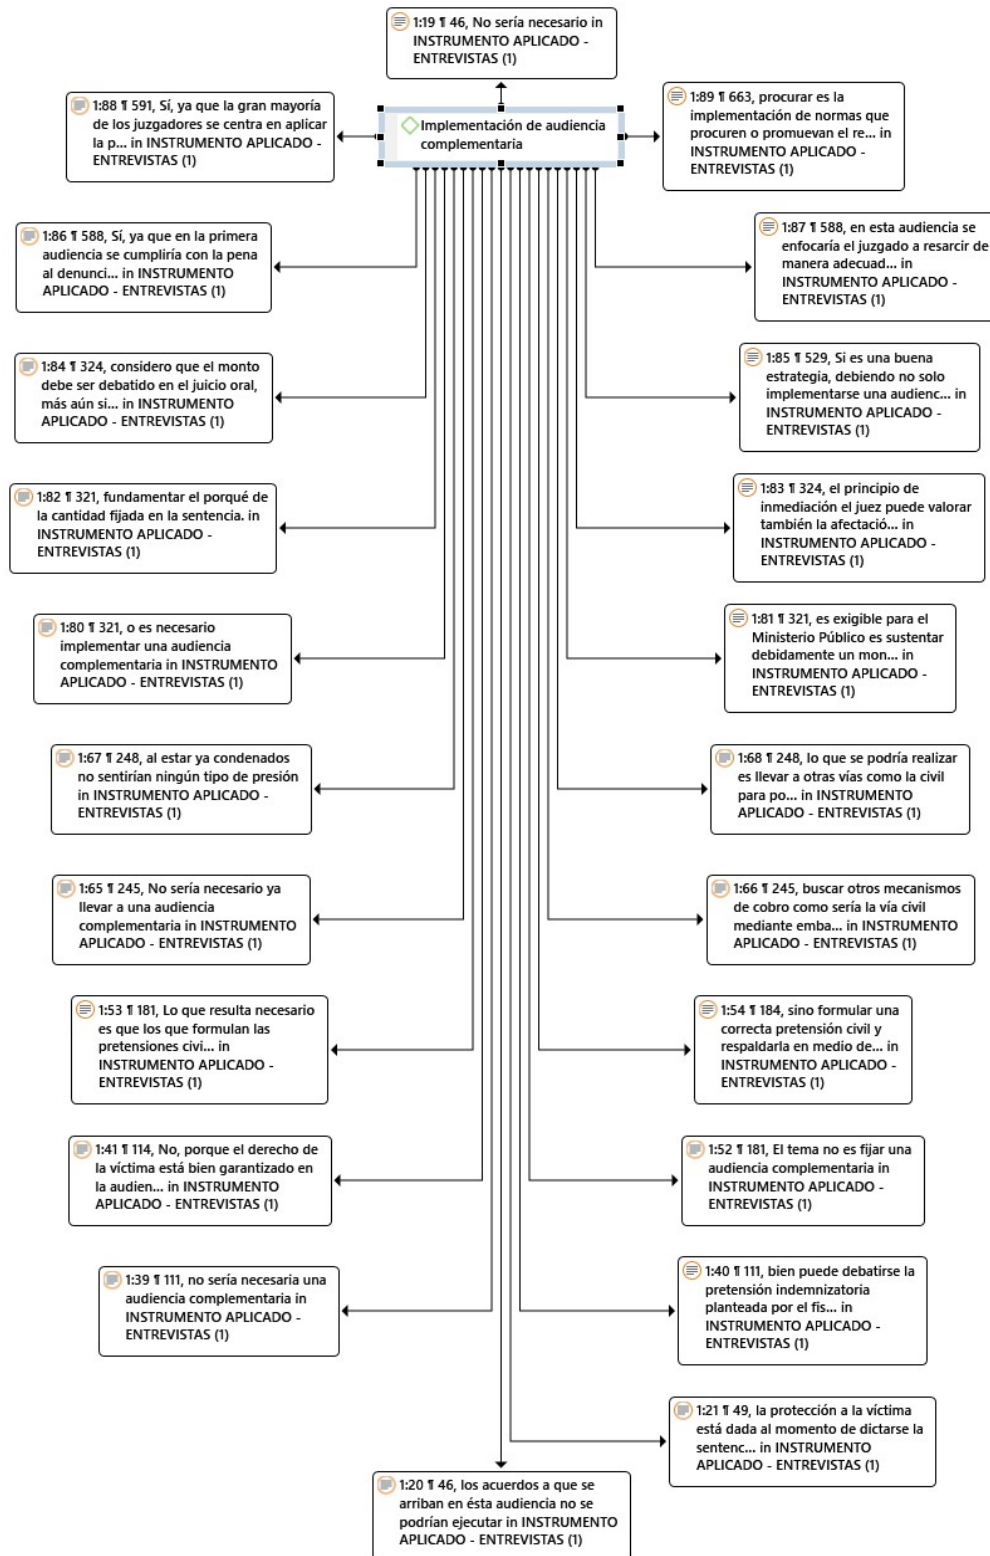 1:19 ¶ 46, No sería necesario in
INSTRUMENTO APLICADO -
ENTREVISTAS (1)
1:88 ¶ 591, Sí, ya que la gran mayoría
de los juzgadores se centra en aplicar
la p... in INSTRUMENTO APLICADO -
ENTREVISTAS (1)
Implementación de audiencia
complementaria
1:89 ¶ 663, procurar es la
implementación de normas que
procuren o promuevan el re... in
INSTRUMENTO APLICADO -
ENTREVISTAS (1)
1:86 ¶ 588, Sí, ya que en la primera
audiencia se cumpliría con la pena
al denunci... in INSTRUMENTO
APLICADO - ENTREVISTAS (1)
1:87 ¶ 588, en esta audiencia se
enfocaría el juzgado a resarcir de
manera adecuad... in
INSTRUMENTO APLICADO -
ENTREVISTAS (1)
1:84 ¶ 324, considero que el monto
debe ser debatido en el juicio oral,
más aún si... in INSTRUMENTO
APLICADO - ENTREVISTAS (1)
1:85 ¶ 529, Si es una buena
estrategia, debiendo no solo
implementarse una audienc... in
INSTRUMENTO APLICADO -
ENTREVISTAS (1)
1:82 ¶ 321, fundamentar el porqué de
la cantidad fijada en la sentencia. in
INSTRUMENTO APLICADO -
ENTREVISTAS (1)
1:83 ¶ 324, el principio de
inmediación el juez puede valorar
también la afectació... in
INSTRUMENTO APLICADO -
ENTREVISTAS (1)
1:80 ¶ 321, o es necesario
implementar una audiencia
complementaria in INSTRUMENTO
APLICADO - ENTREVISTAS (1)
1:81 ¶ 321, es exigible para el
Ministerio Público es sustentar
debidamente un mon... in
INSTRUMENTO APLICADO -
ENTREVISTAS (1)
1:67 ¶ 248, al estar ya condenados
no sentirían ningún tipo de presión
in INSTRUMENTO APLICADO -
ENTREVISTAS (1)
1:68 ¶ 248, lo que se podría realizar
es llevar a otras vías como la civil
para po... in INSTRUMENTO
APLICADO - ENTREVISTAS (1)
1:65 ¶ 245, No sería necesario ya
llevar a una audiencia
complementaria in INSTRUMENTO
APLICADO - ENTREVISTAS (1)
1:66 ¶ 245, buscar otros mecanismos
de cobro como sería la vía civil
mediante emba... in INSTRUMENTO
APLICADO - ENTREVISTAS (1)
1:53 ¶ 181, Lo que resulta necesario
es que los que formulan las
pretensiones civi... in
INSTRUMENTO APLICADO -
ENTREVISTAS (1)
1:54 ¶ 184, sino formular una
correcta pretensión civil y
respaldarla en medio de... in
INSTRUMENTO APLICADO -
ENTREVISTAS (1)
1:41 ¶ 114, No, porque el derecho de
la víctima está bien garantizado en
la audien... in INSTRUMENTO
APLICADO - ENTREVISTAS (1)
1:52 ¶ 181, El tema no es fijar una
audiencia complementaria in
INSTRUMENTO APLICADO -
ENTREVISTAS (1)
1:39 ¶ 111, no sería necesaria una
audiencia complementaria in
INSTRUMENTO APLICADO -
ENTREVISTAS (1)
1:40 ¶ 111, bien puede debatirse la
pretensión indemnizatoria
planteada por el fis... in
INSTRUMENTO APLICADO -
ENTREVISTAS (1)
1:21 ¶ 49, la protección a la víctima
está dada al momento de dictarse la
sentenc... in INSTRUMENTO
APLICADO - ENTREVISTAS (1)
1:20 ¶ 46, los acuerdos a que se
arriban en ésta audiencia no se
podrían ejecutar in INSTRUMENTO
APLICADO - ENTREVISTAS (1)